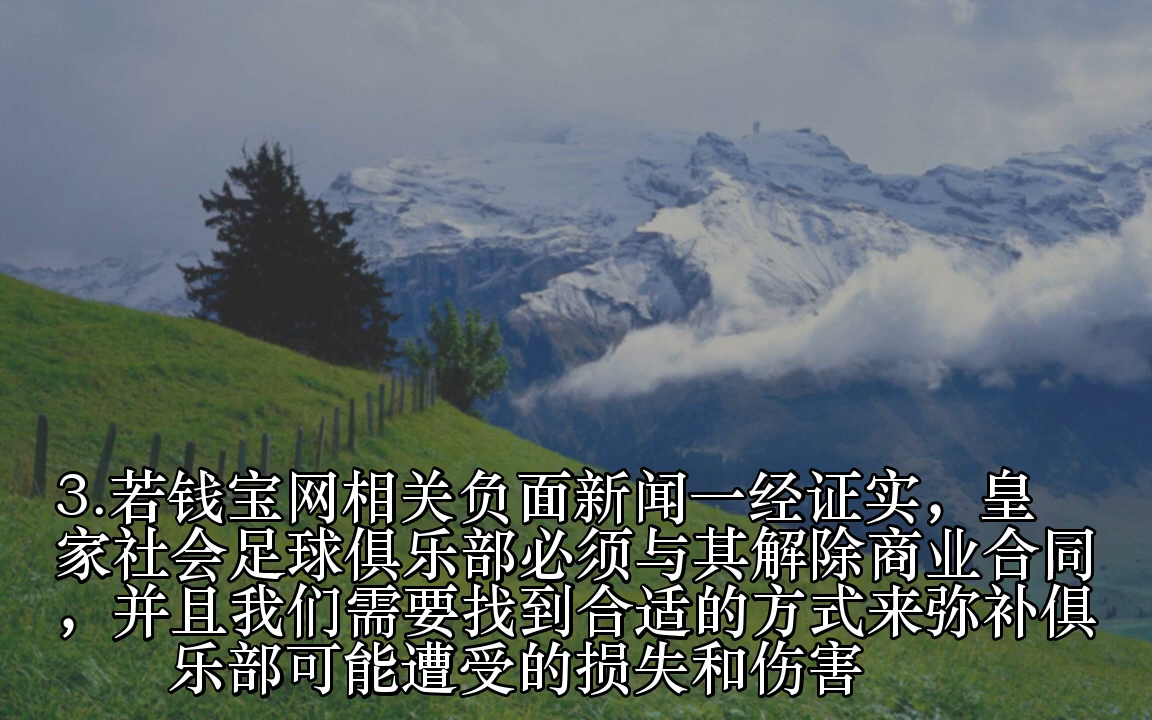 3.若钱宝网相关负面新闻一经证实，皇
家社会足球俱乐部必须与其解除商业合同
，并且我们需要找到合适的方式来弥补俱
乐部可能遭受的损失和伤害